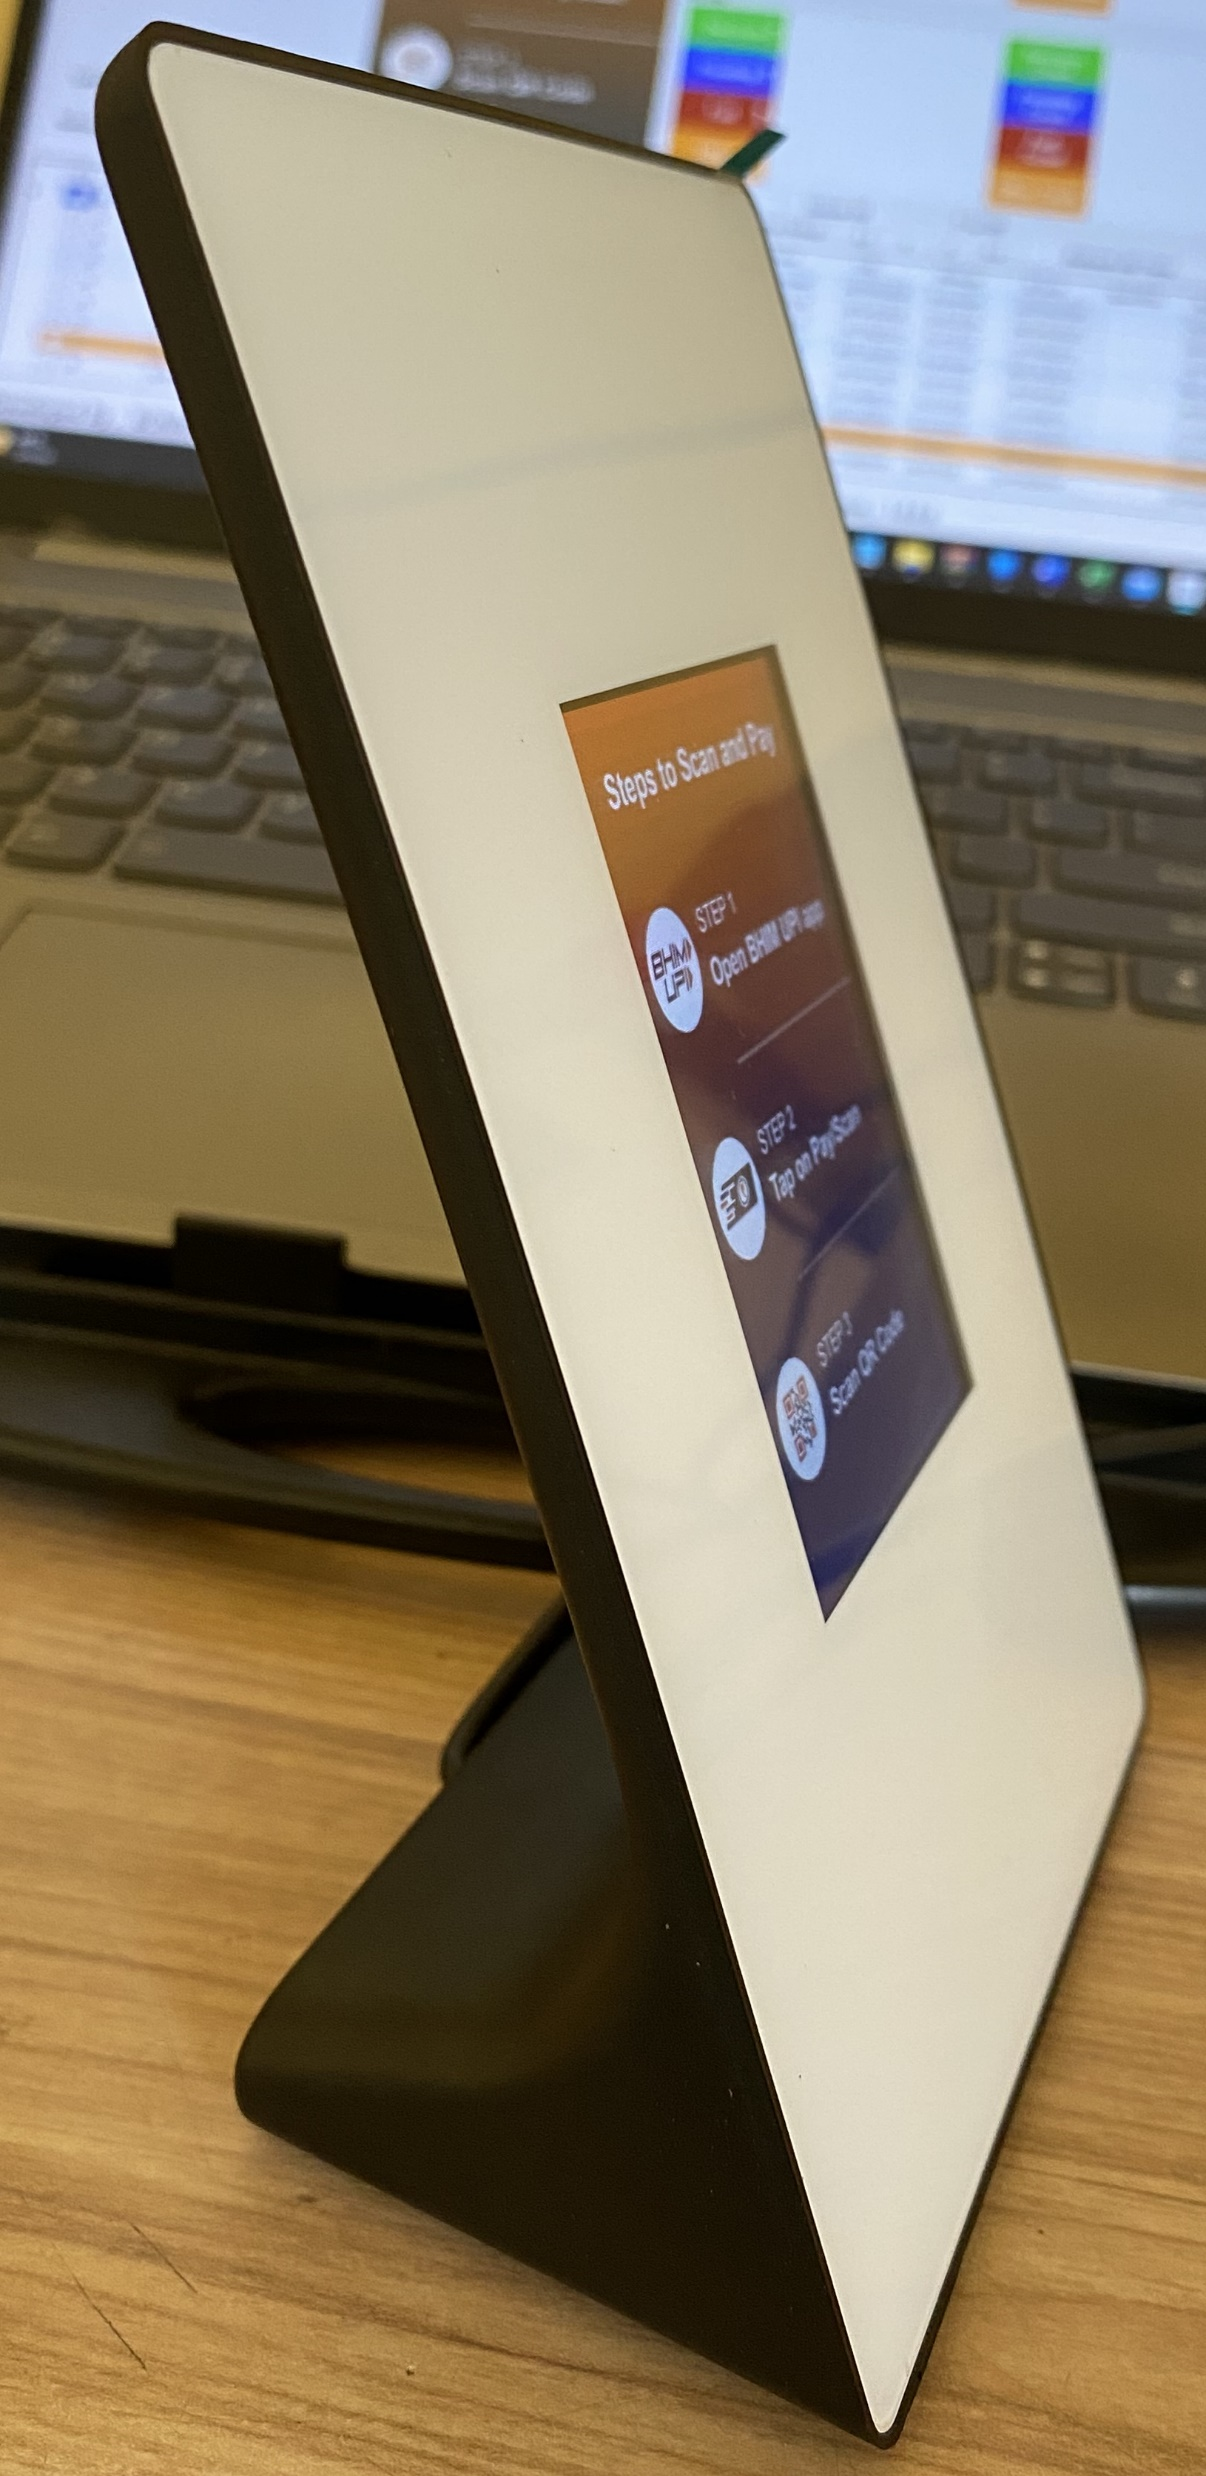 Steps to Scan and Pay
STEP 1
Open BHIM UPI app
BHIM
UPI
STEP 2
Tap on Pay/Scan
STEP 3
Scan QR Code